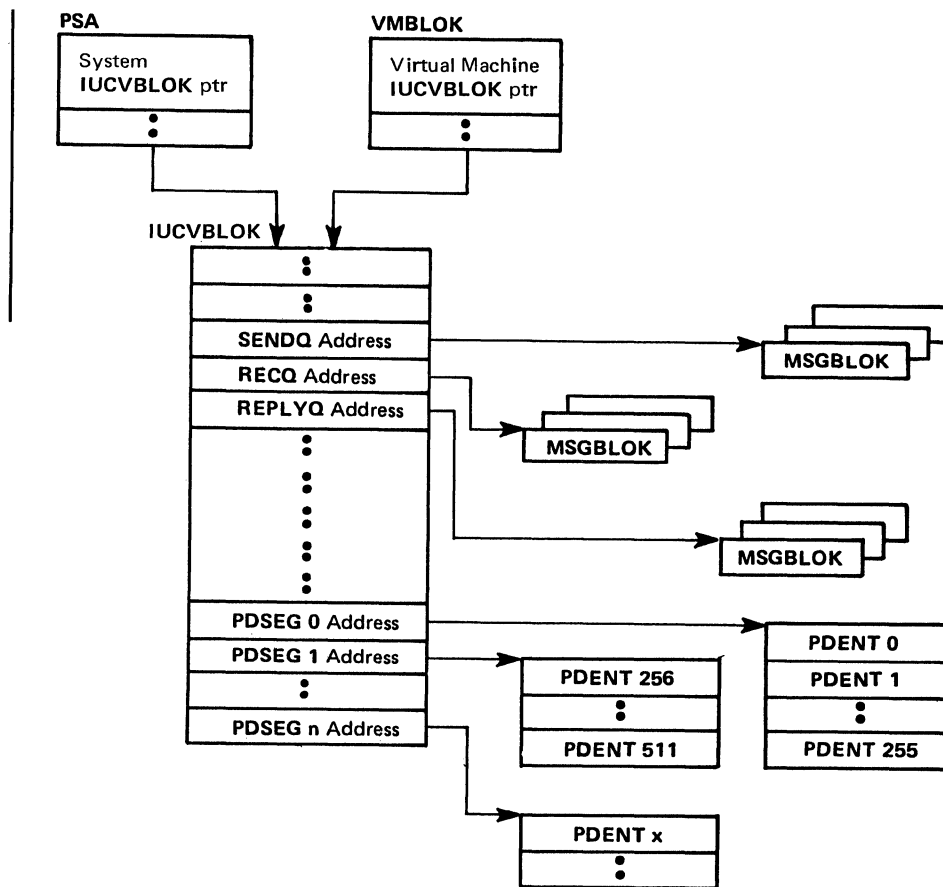 PSA
System
IUCVBLOK ptr
VMBLOK
Virtual Machine
IUCVBLOK ptr
IUCVBLOK
SENDQ Address
RECQ Address
REPLYQ Address
MSGBLOK
MSGBLOK
MSGBLOK
PDSEG 0 Address
PDSEG 1 Address
PDSEG n Address
PDENT 0
PDENT 1
PDENT 255
PDENT 256
PDENT 511
PDENT x